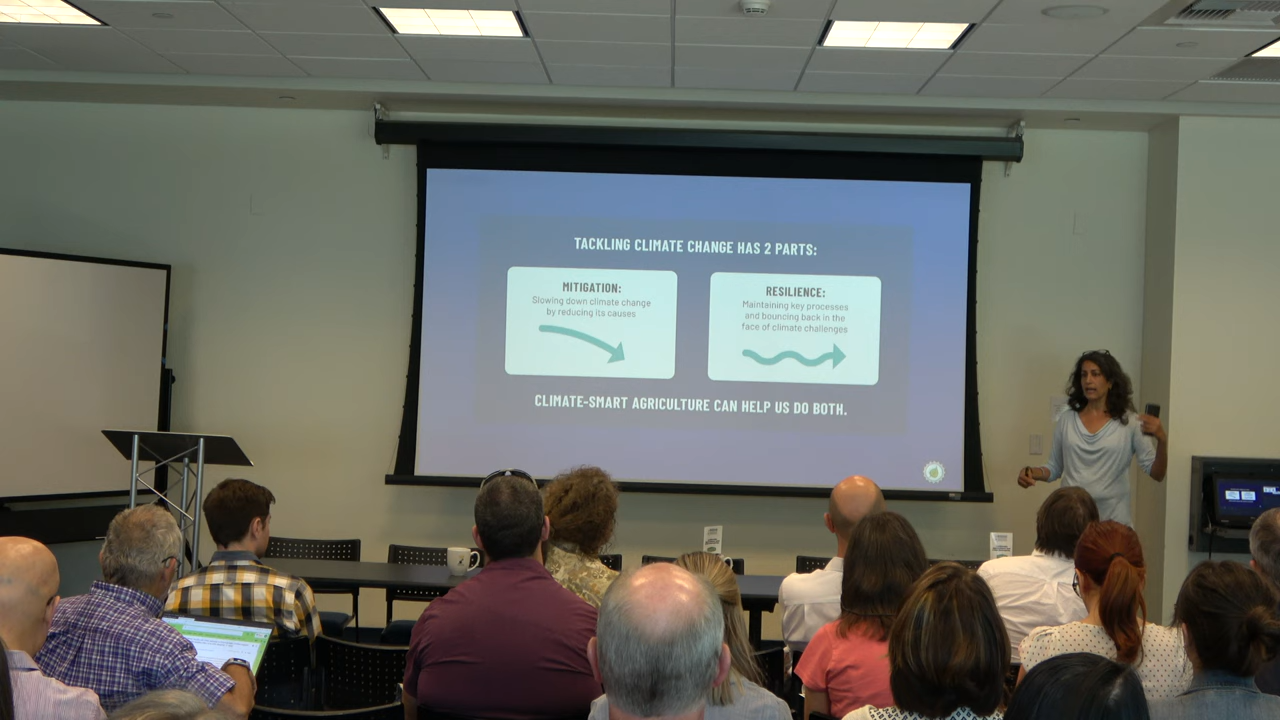 TACKLING CLIMATE CHANGE HAS 2 PARTS:
MITIGATION:
Slowing down climate change
by reducing its causes
RESILIENCE:
Maintaining key processes
and bouncing back in the
face of climate challenges
CLIMATE-SMART AGRICULTURE CAN HELP US DO BOTH.